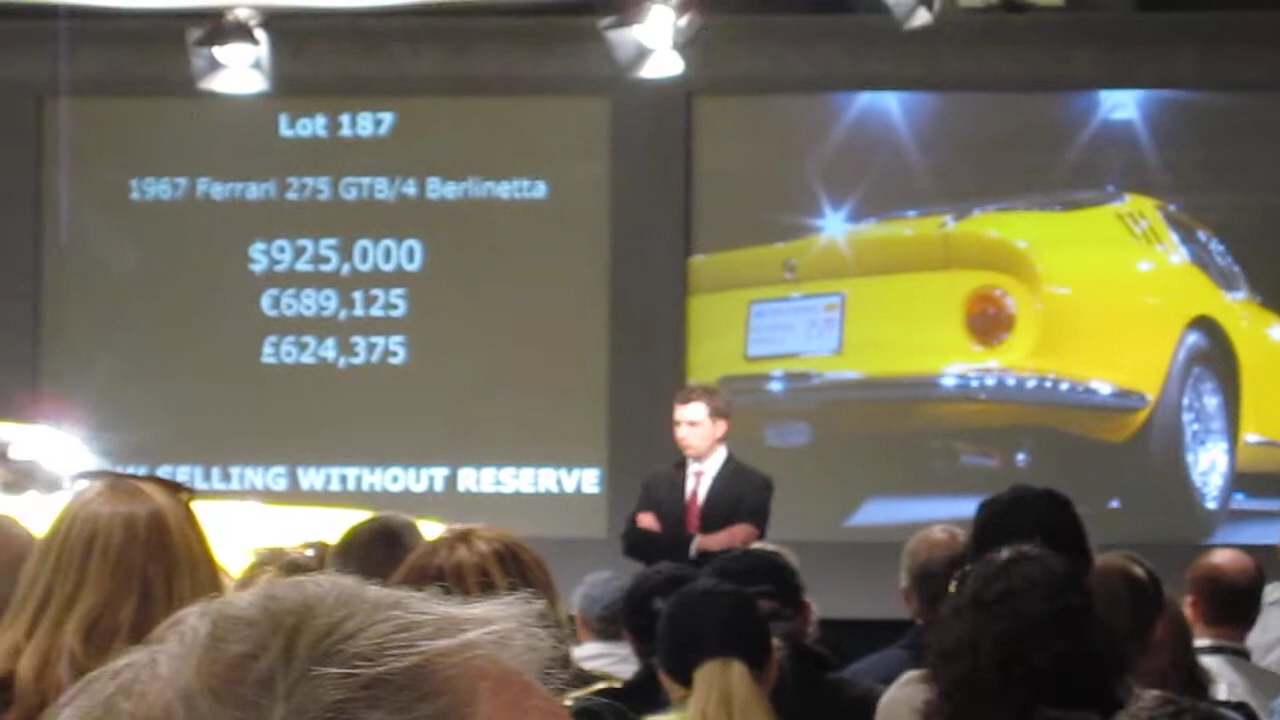 Lot 187
1967 Ferrari 275 GTB/4 Berlinetta
$925,000
€689,125
£624,375
SELLING WITHOUT RESERVE